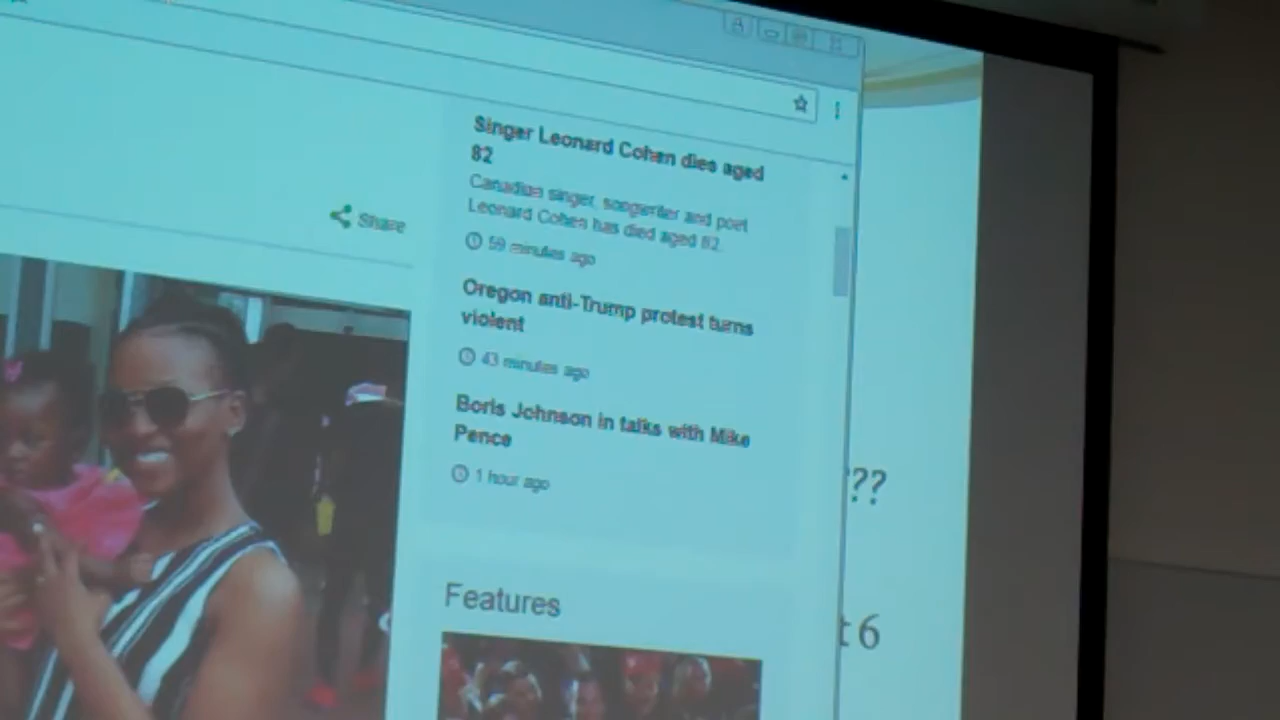 Share
Singer Leonard Cohen dies aged
82
Canadian singer, songwriter and poet
Leonard Cohen has died aged 82.
59 minutes ago
Oregon anti-Trump protest turns
violent
43 minutes ago
Boris Johnson in talks with Mike
Pence
1 hour ago
Features
??
t 6